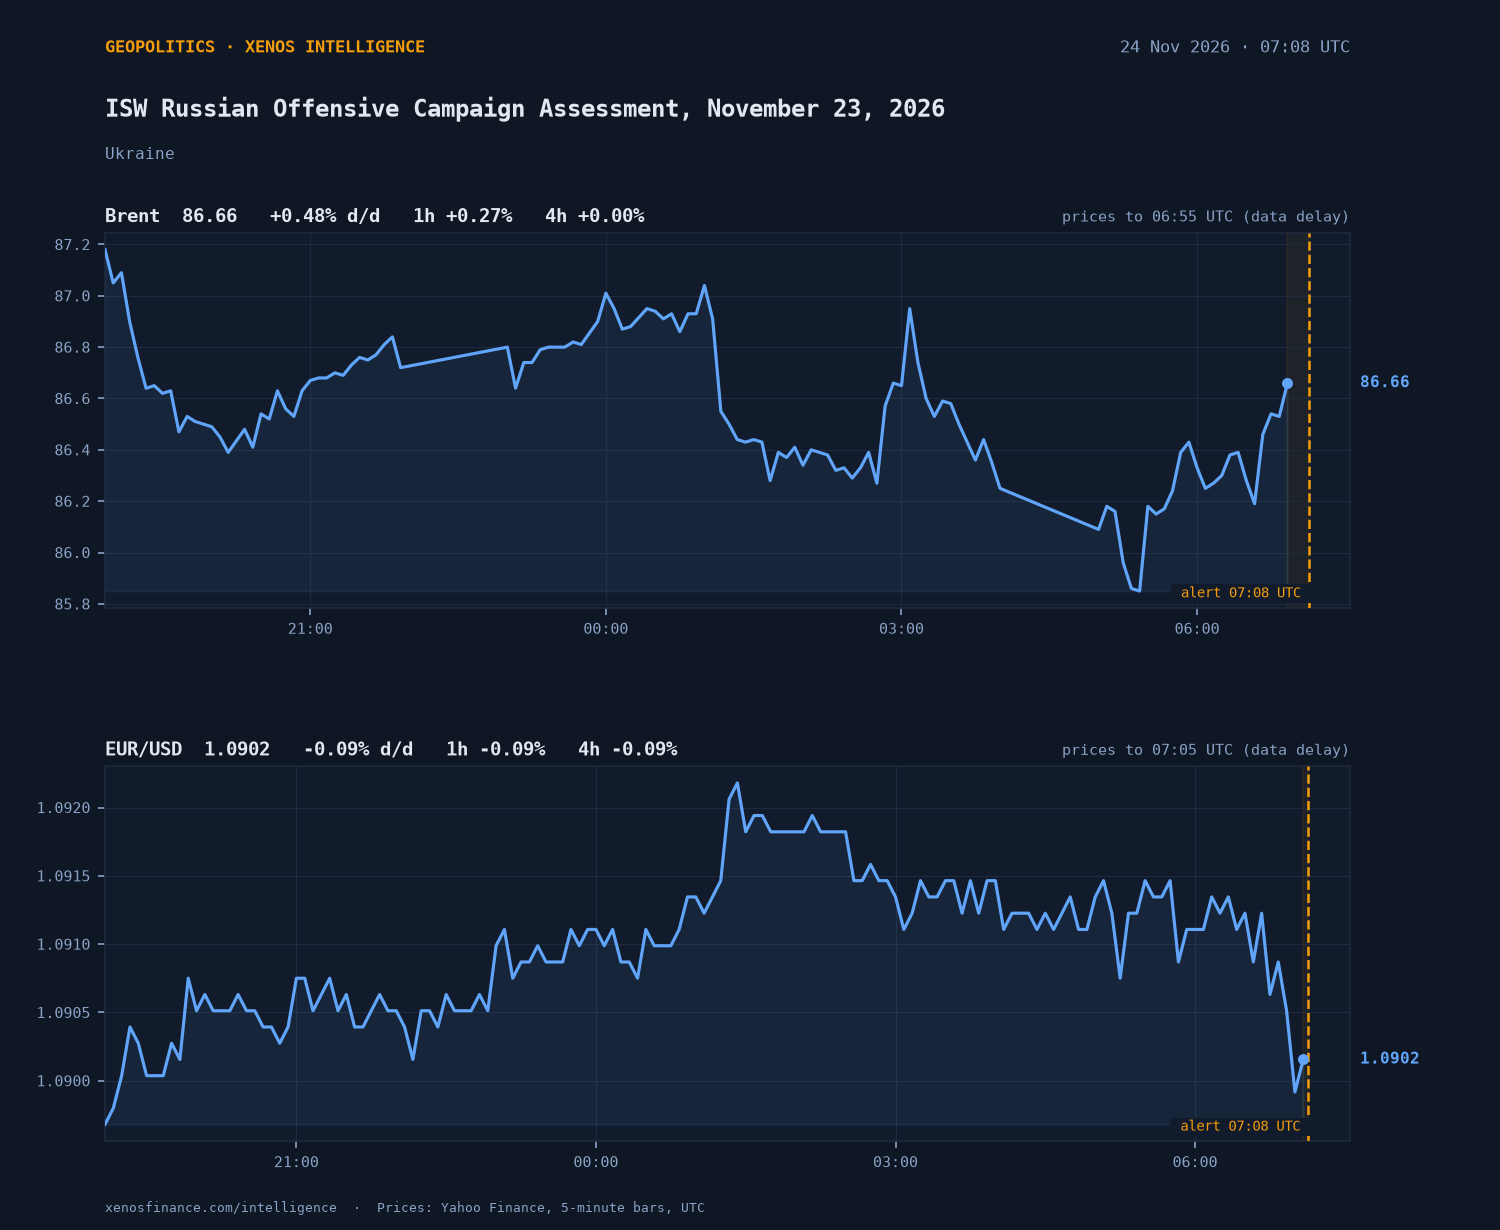 GEOPOLITICS · XENOS INTELLIGENCE
24 Nov 2026 · 07:08 UTC
ISW Russian Offensive Campaign Assessment, November 23, 2026
Ukraine
Brent  86.66   +0.48% d/d   1h +0.27%   4h +0.00%
prices to 06:55 UTC (data delay)
87.2
87.0
86.8
86.6
86.4
86.2
86.0
85.8
86.66
alert 07:08 UTC
21:00
00:00
03:00
06:00
EUR/USD  1.0902   -0.09% d/d   1h -0.09%   4h -0.09%
prices to 07:05 UTC (data delay)
1.0920
1.0915
1.0910
1.0905
1.0900
1.0902
alert 07:08 UTC
21:00
00:00
03:00
06:00
xenosfinance.com/intelligence  ·  Prices: Yahoo Finance, 5-minute bars, UTC